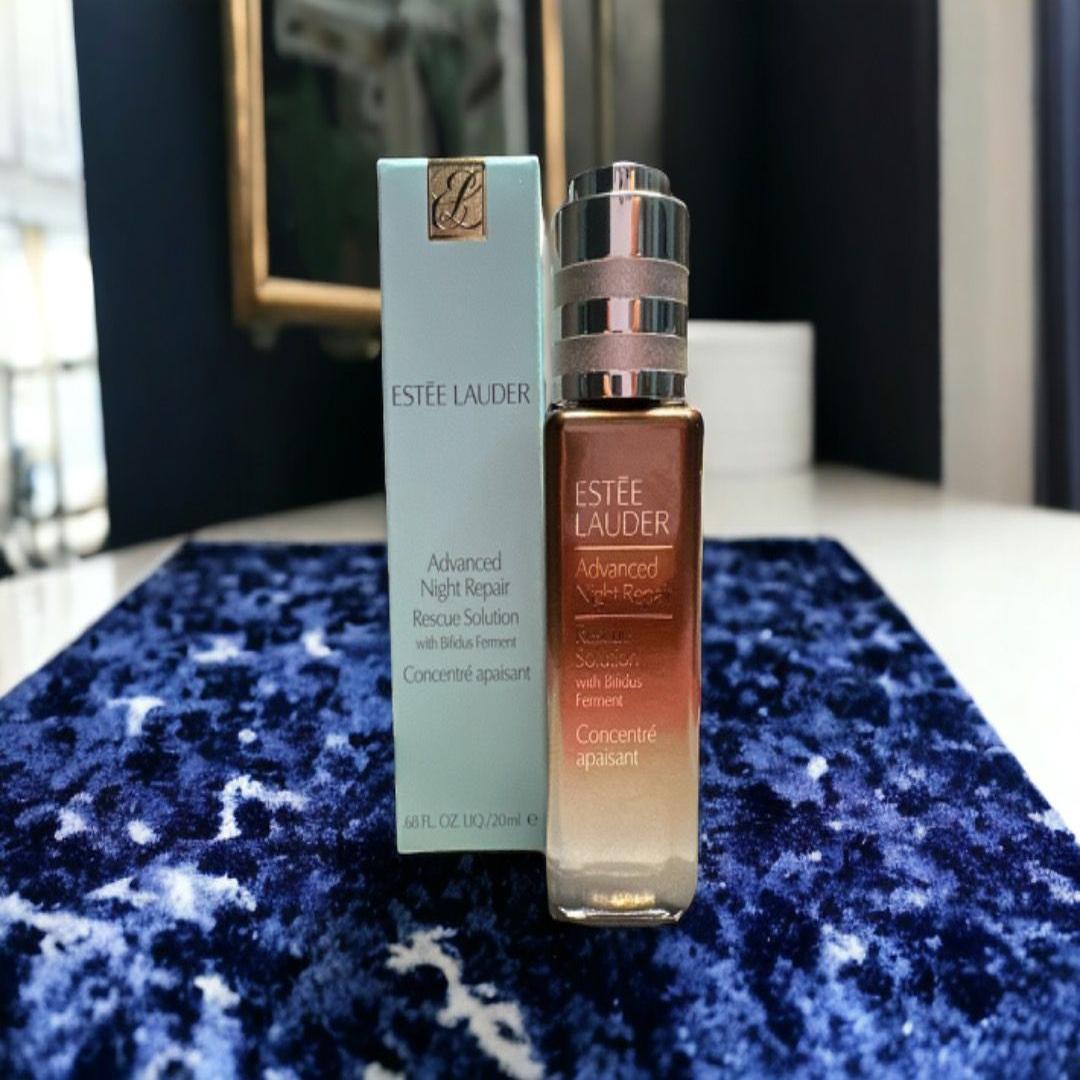 ESTĒE LAUDER
Advanced
Night Repair
Rescue Solution
with Bifidus Ferment
Concentré apaisant
.68 FL. OZ. LIQ./20ml ℮
ESTĒE
LAUDER
Advanced
Night Repair
Rescue
Solution
with Bifidus
Ferment
Concentré
apaisant